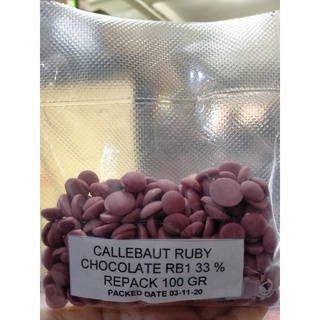 CALLEBAUT RUBY
CHOCOLATE RB1 33 %
REPACK 100 GR
PACKED DATE 03-11-20